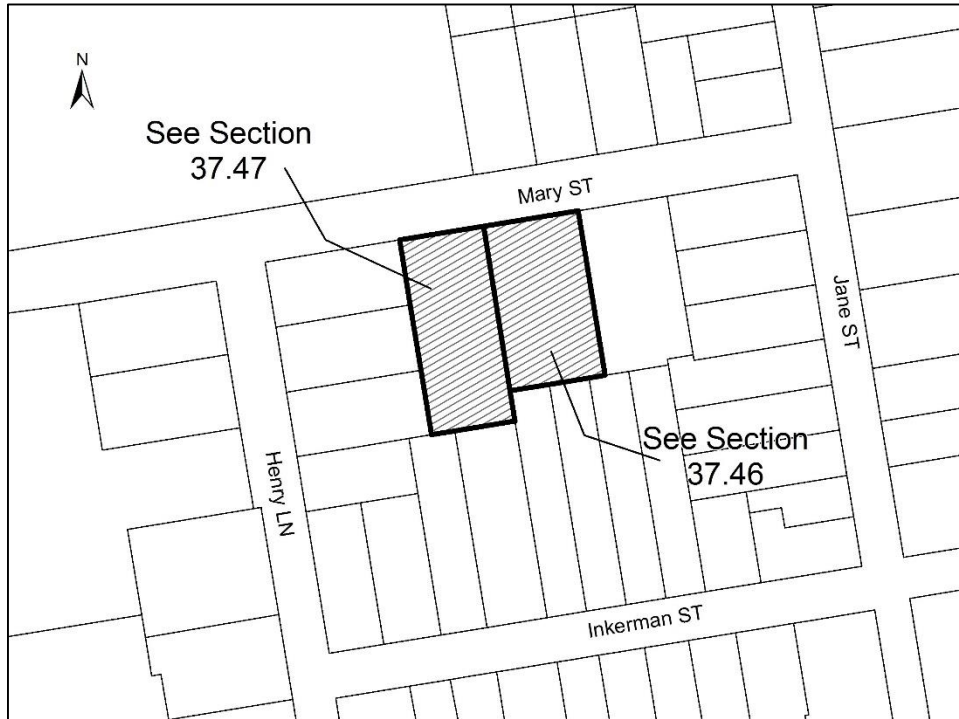 N
See Section
37.47
Mary ST
Jane ST
See Section
37.46
Henry LN
Inkerman ST